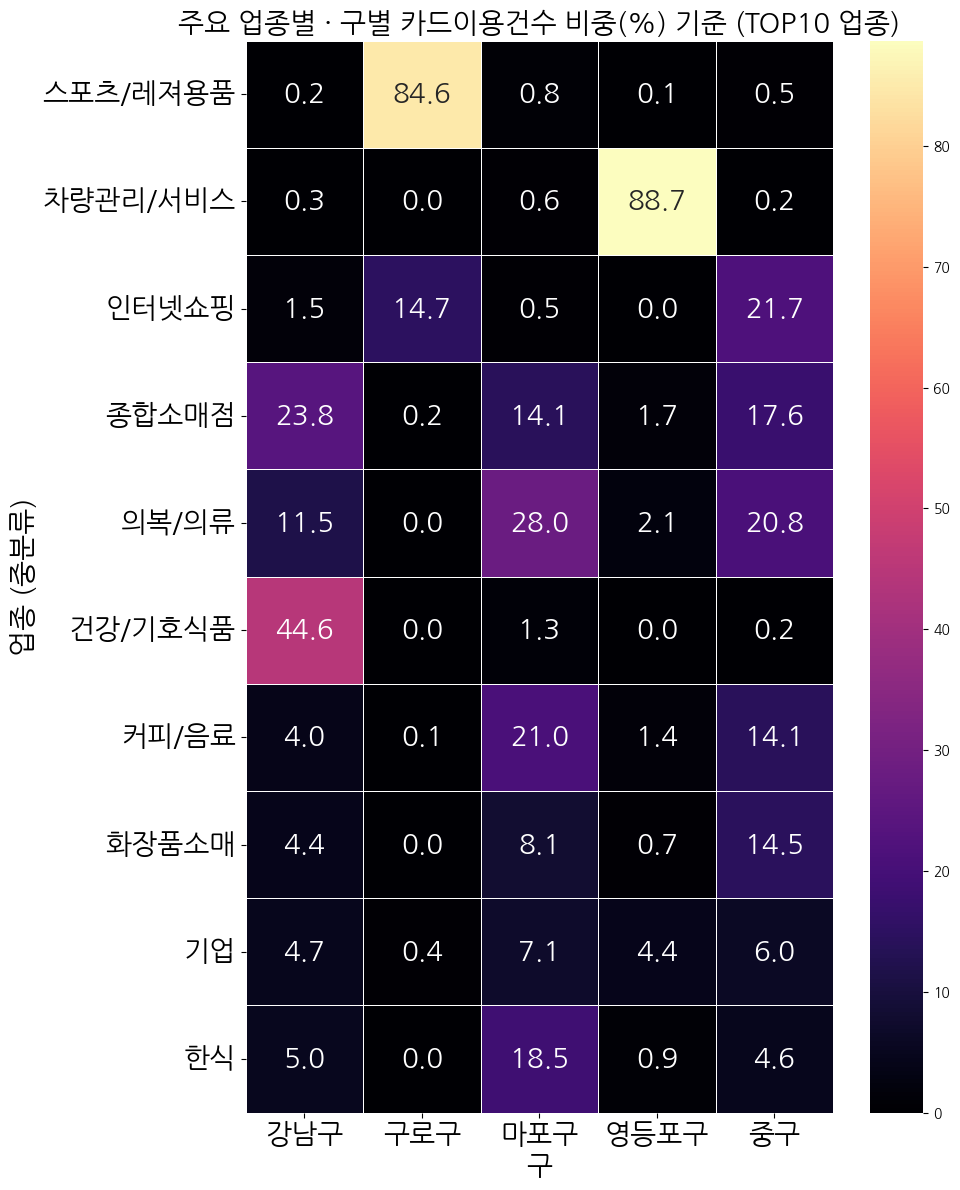 주요 업종별 · 구별 카드이용건수 비중(%) 기준 (TOP10 업종)
업종 (중분류)
스포츠/레져용품 0.2 84.6 0.8 0.1 0.5
차량관리/서비스 0.3 0.0 0.6 88.7 0.2
인터넷쇼핑 1.5 14.7 0.5 0.0 21.7
종합소매점 23.8 0.2 14.1 1.7 17.6
의복/의류 11.5 0.0 28.0 2.1 20.8
건강/기호식품 44.6 0.0 1.3 0.0 0.2
커피/음료 4.0 0.1 21.0 1.4 14.1
화장품소매 4.4 0.0 8.1 0.7 14.5
기업 4.7 0.4 7.1 4.4 6.0
한식 5.0 0.0 18.5 0.9 4.6
강남구 구로구 마포구 영등포구 중구
구
80
70
60
50
40
30
20
10
0